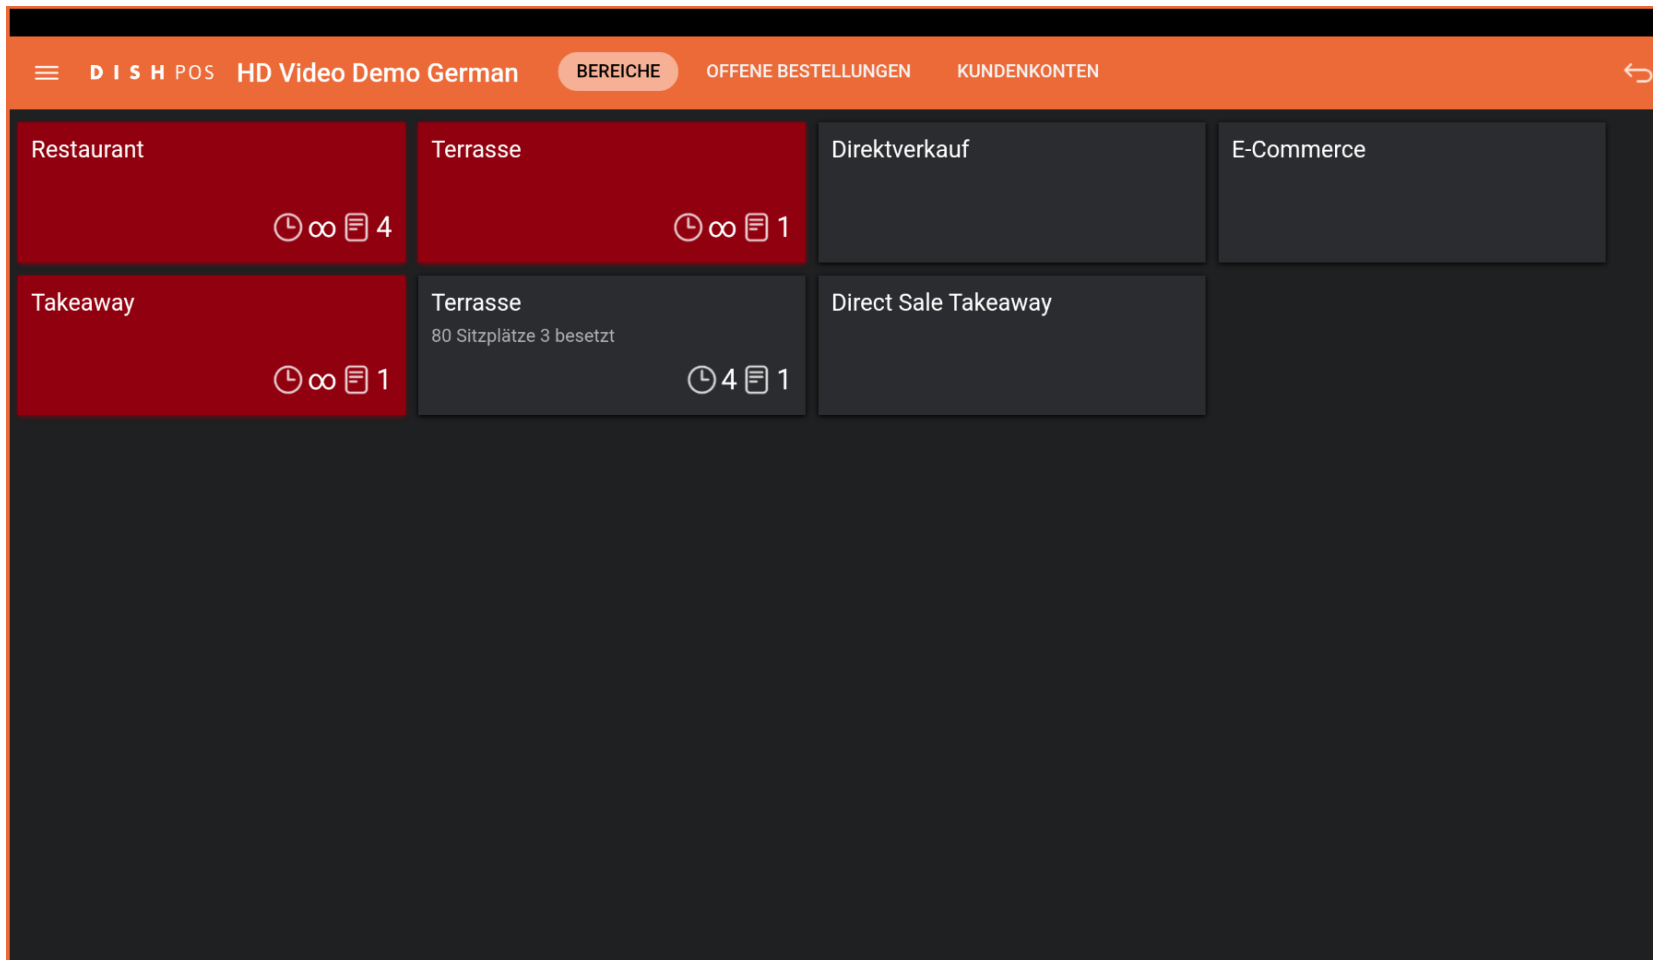 DISH POS HD Video Demo German BEREICHE OFFENE BESTELLUNGEN KUNDENKONTEN
Restaurant
∞ 4
Terrasse
∞ 1
Direktverkauf
E-Commerce
Takeaway
∞ 1
Terrasse
80 Sitzplätze 3 besetzt
4 1
Direct Sale Takeaway